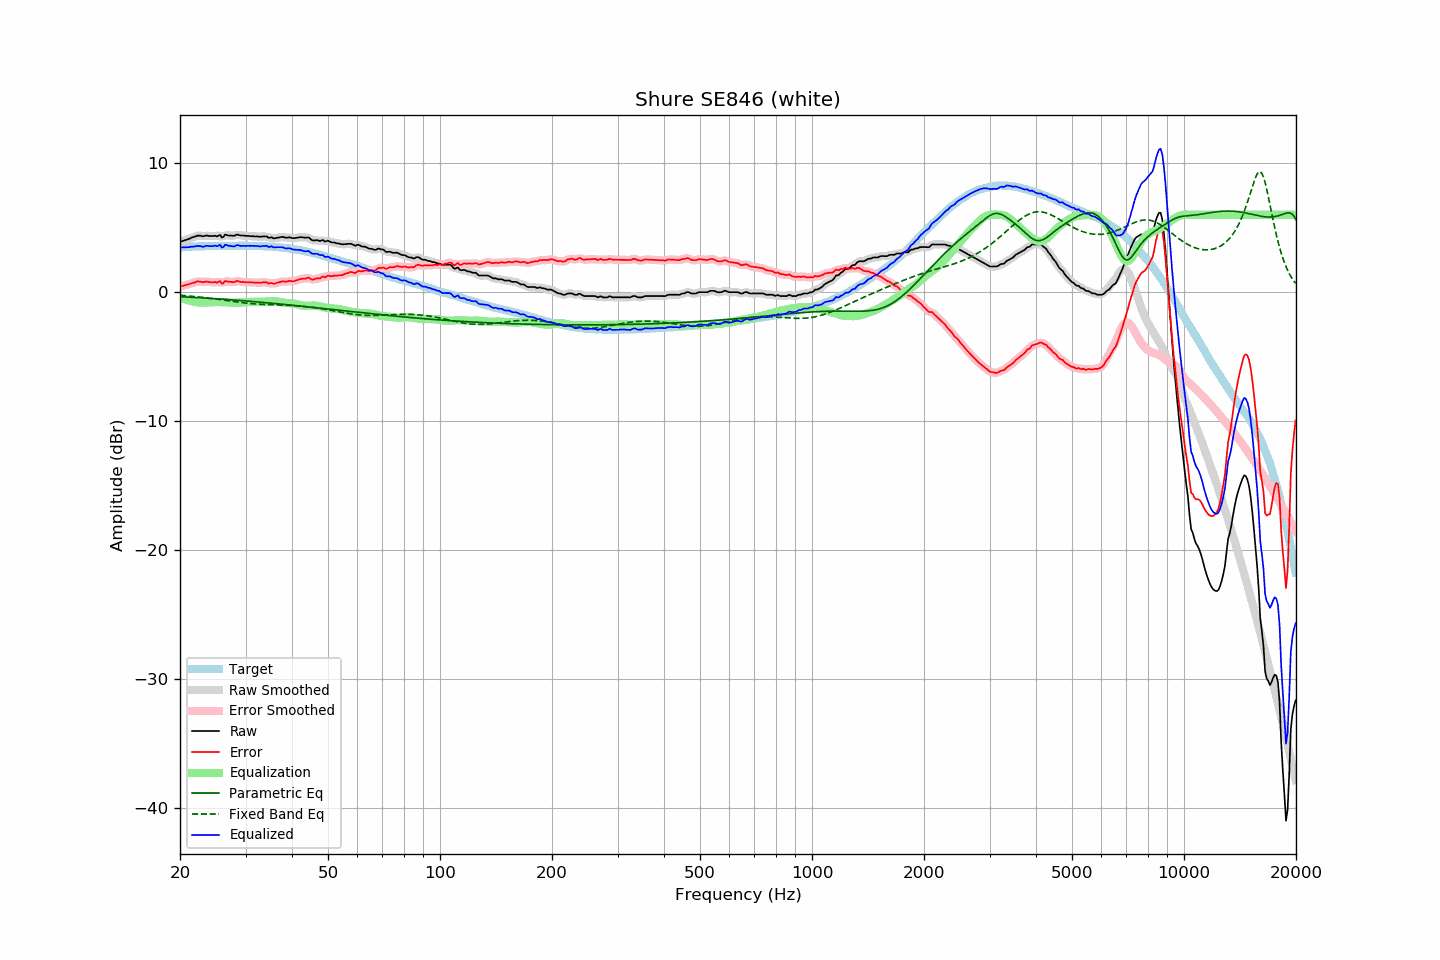 Shure SE846 (white)
Amplitude (dBr)
10
0
−10
−20
−30
−40
Target
Raw Smoothed
Error Smoothed
Raw
Error
Equalization
Parametric Eq
Fixed Band Eq
Equalized
20 50 100 200 500 1000 2000 5000 10000 20000
Frequency (Hz)